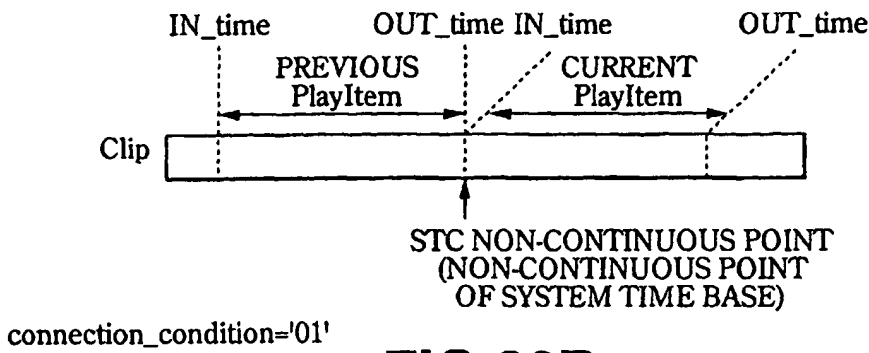 IN_time OUT_time IN_time OUT_time
PREVIOUS CURRENT
PlayItem PlayItem
Clip
STC NON-CONTINUOUS POINT
(NON-CONTINUOUS POINT
OF SYSTEM TIME BASE)
connection_condition='01'